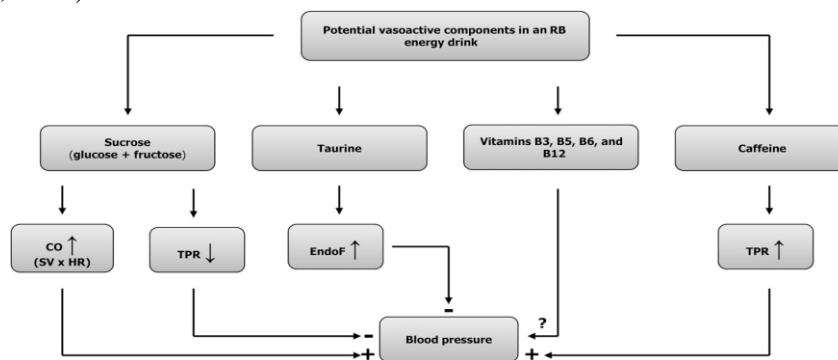 Potential vasoactive components in an RB
energy drink
Sucrose
(glucose + fructose)
Taurine
Vitamins B3, B5, B6, and
B12
Caffeine
CO ↑
(SV x HR)
TPR ↓
EndoF ↑
TPR ↑
-
?
-
Blood pressure
+
+